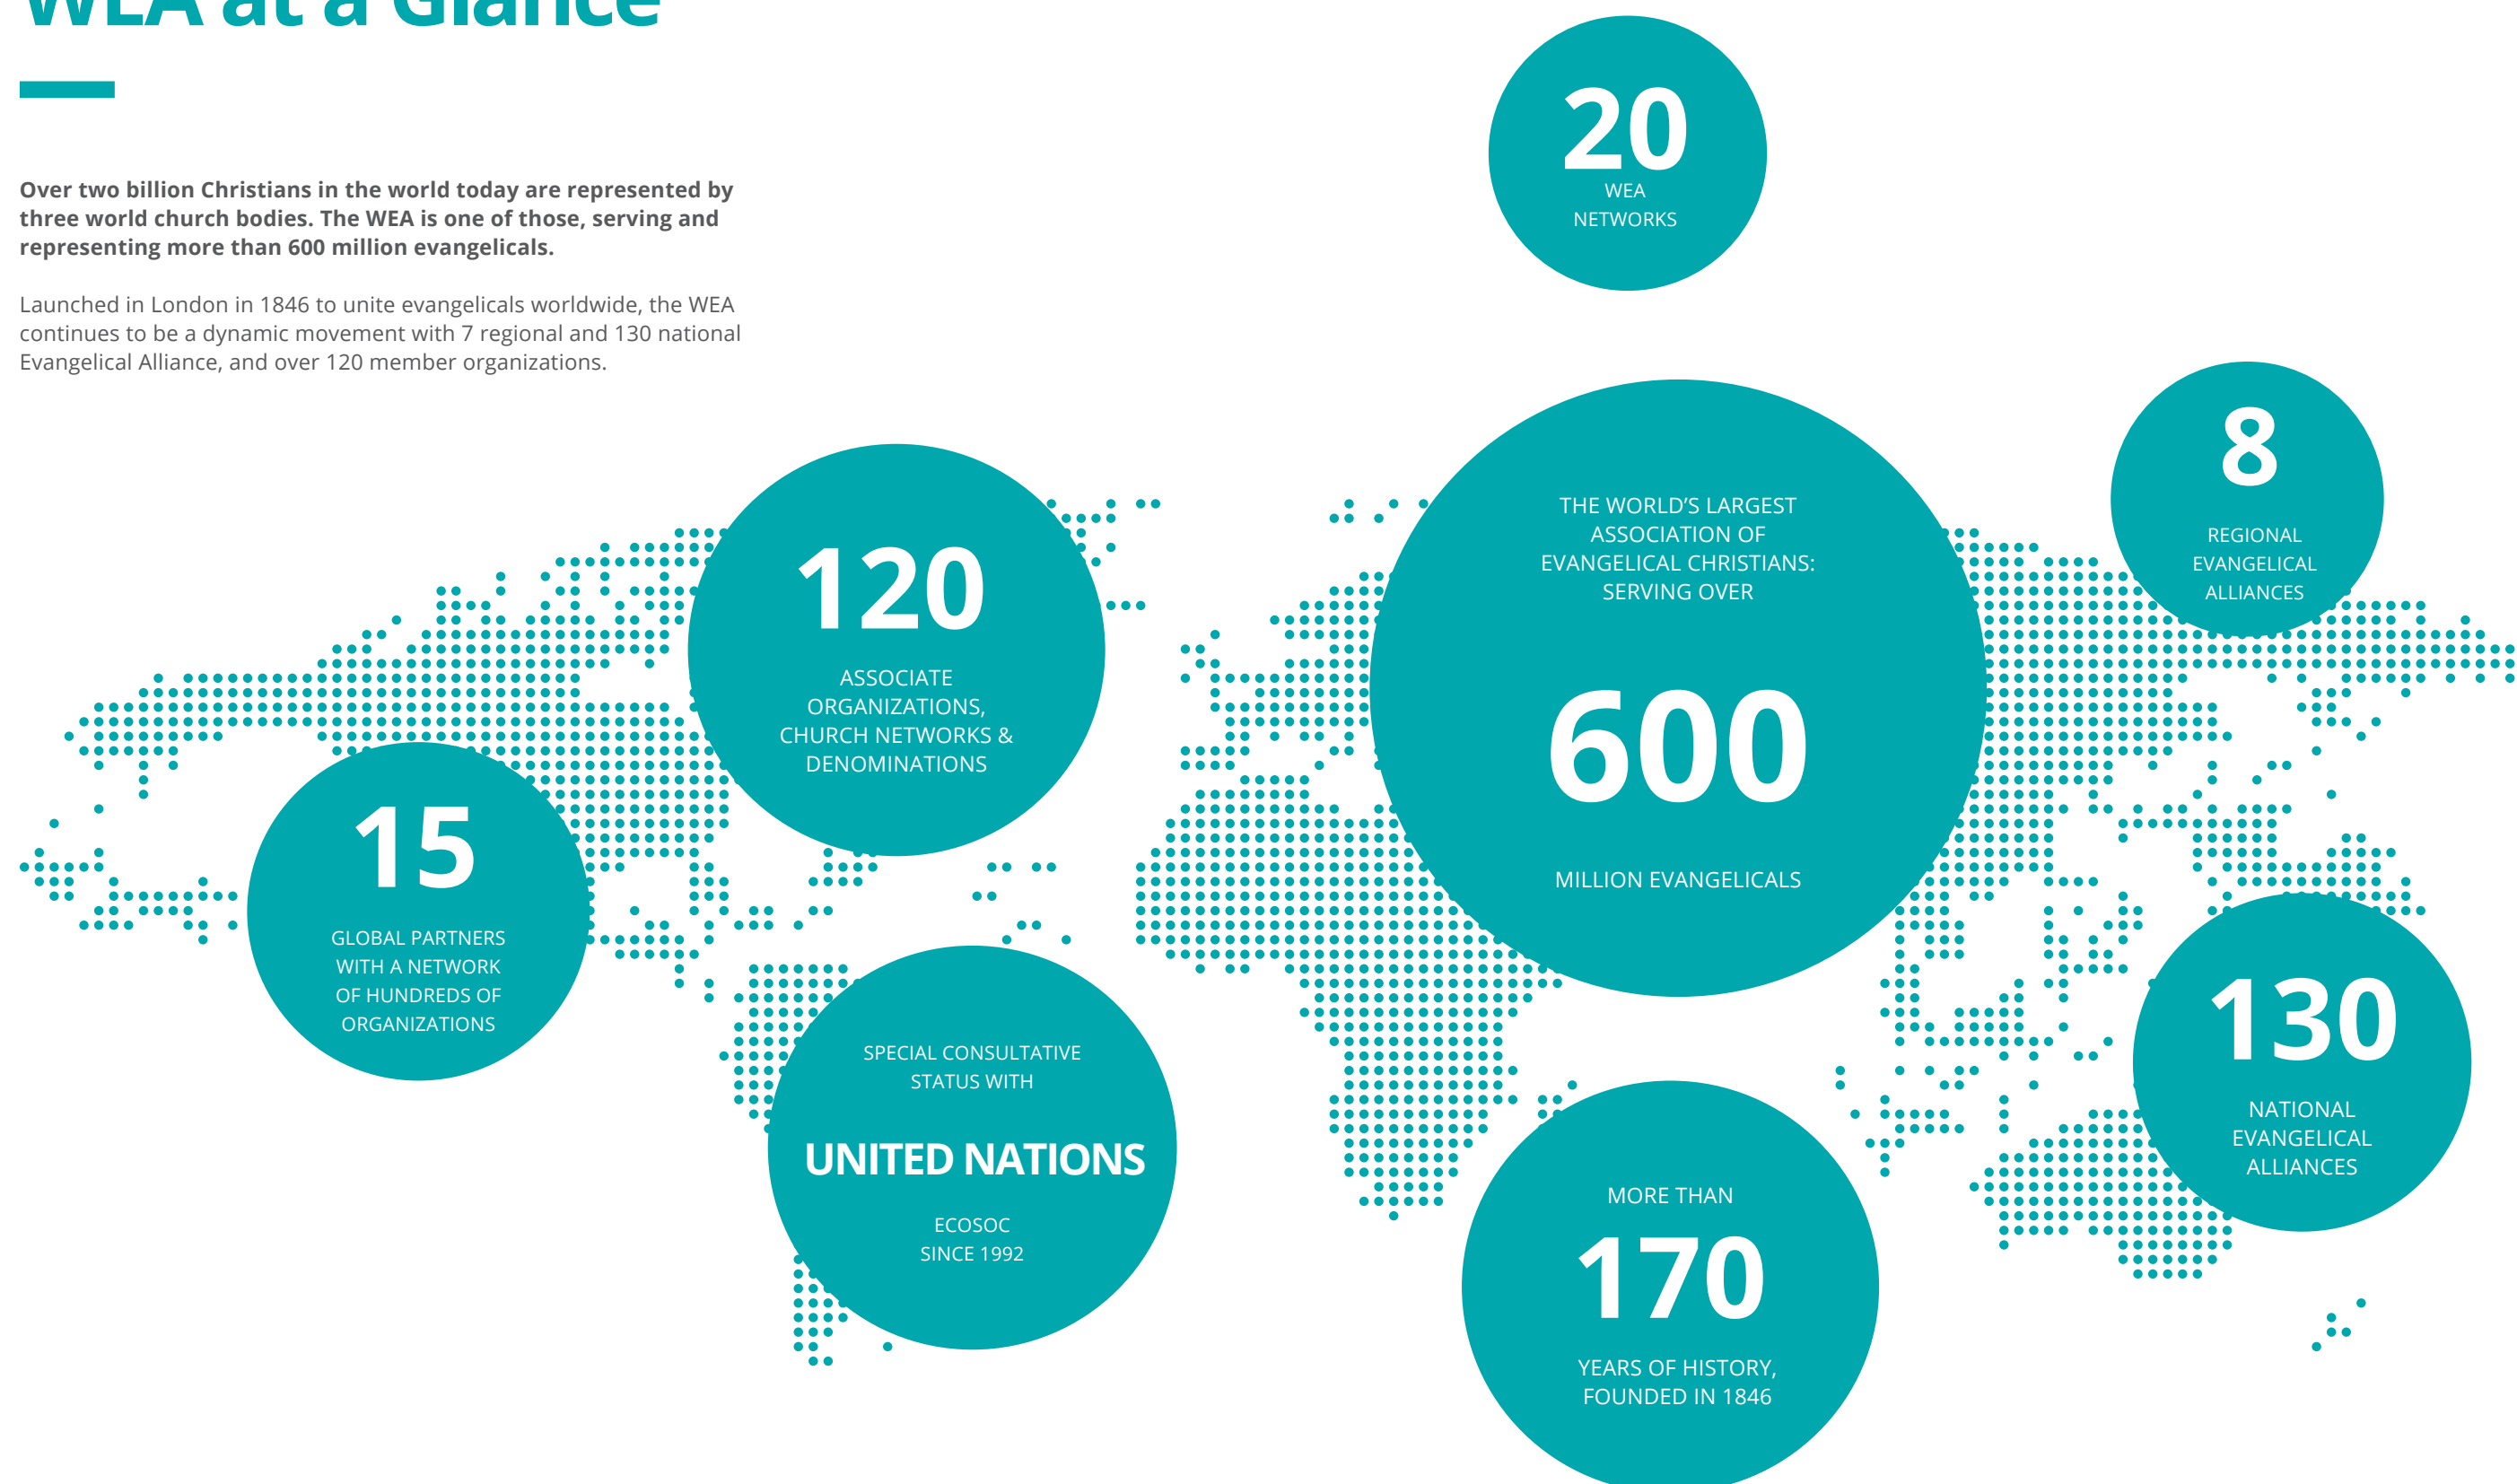 WEA at a Glance
Over two billion Christians in the world today are represented by
three world church bodies. The WEA is one of those, serving and
representing more than 600 million evangelicals.
Launched in London in 1846 to unite evangelicals worldwide, the WEA
continues to be a dynamic movement with 7 regional and 130 national
Evangelical Alliance, and over 120 member organizations.
20
WEA
NETWORKS
8
REGIONAL
EVANGELICAL
ALLIANCES
120
ASSOCIATE
ORGANIZATIONS,
CHURCH NETWORKS &
DENOMINATIONS
THE WORLD'S LARGEST
ASSOCIATION OF
EVANGELICAL CHRISTIANS:
SERVING OVER
600
MILLION EVANGELICALS
15
GLOBAL PARTNERS
WITH A NETWORK
OF HUNDREDS OF
ORGANIZATIONS
SPECIAL CONSULTATIVE
STATUS WITH
UNITED NATIONS
ECOSOC
SINCE 1992
130
NATIONAL
EVANGELICAL
ALLIANCES
MORE THAN
170
YEARS OF HISTORY,
FOUNDED IN 1846